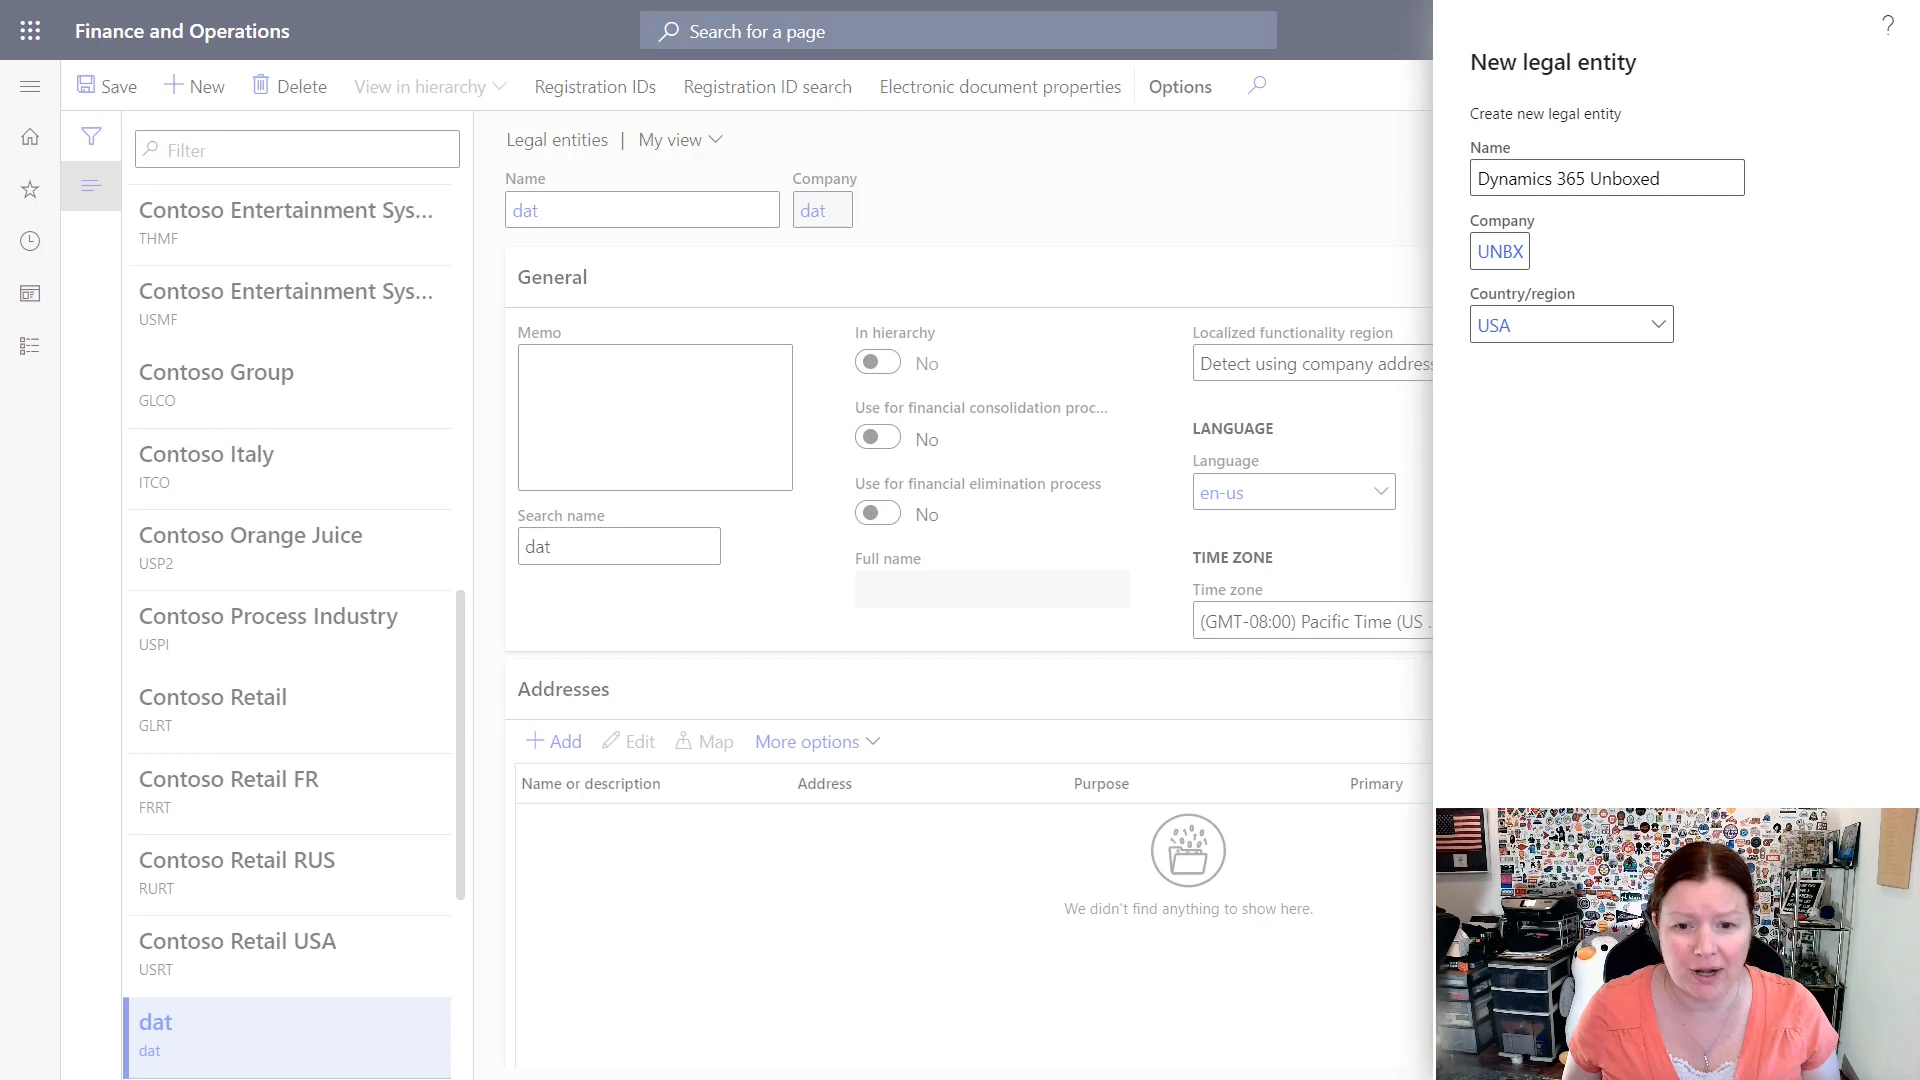 Finance and Operations
Search for a page
?
Save
New
Delete
View in hierarchy
Registration IDs
Registration ID search
Electronic document properties
Options
Filter
Contoso Entertainment Sys...
THMF
Contoso Entertainment Sys...
USMF
Contoso Group
GLCO
Contoso Italy
ITCO
Contoso Orange Juice
USP2
Contoso Process Industry
USPI
Contoso Retail
GLRT
Contoso Retail FR
FRRT
Contoso Retail RUS
RURT
Contoso Retail USA
USRT
dat
dat
Legal entities | My view
Name
dat
Company
dat
General
Memo
Search name
dat
In hierarchy
No
Use for financial consolidation proc...
No
Use for financial elimination process
No
Full name
Localized functionality region
Detect using company address
LANGUAGE
Language
en-us
TIME ZONE
Time zone
(GMT-08:00) Pacific Time (US ..
Addresses
Add
Edit
Map
More options
Name or description
Address
Purpose
Primary
We didn't find anything to show here.
New legal entity
Create new legal entity
Name
Dynamics 365 Unboxed
Company
UNBX
Country/region
USA